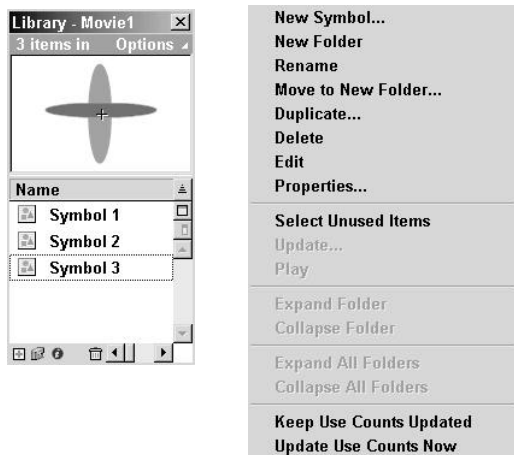 Library - Movie1
3 items in Options
Name
Symbol 1
Symbol 2
Symbol 3
New Symbol...
New Folder
Rename
Move to New Folder...
Duplicate...
Delete
Edit
Properties...
Select Unused Items
Update...
Play
Expand Folder
Collapse Folder
Expand All Folders
Collapse All Folders
Keep Use Counts Updated
Update Use Counts Now